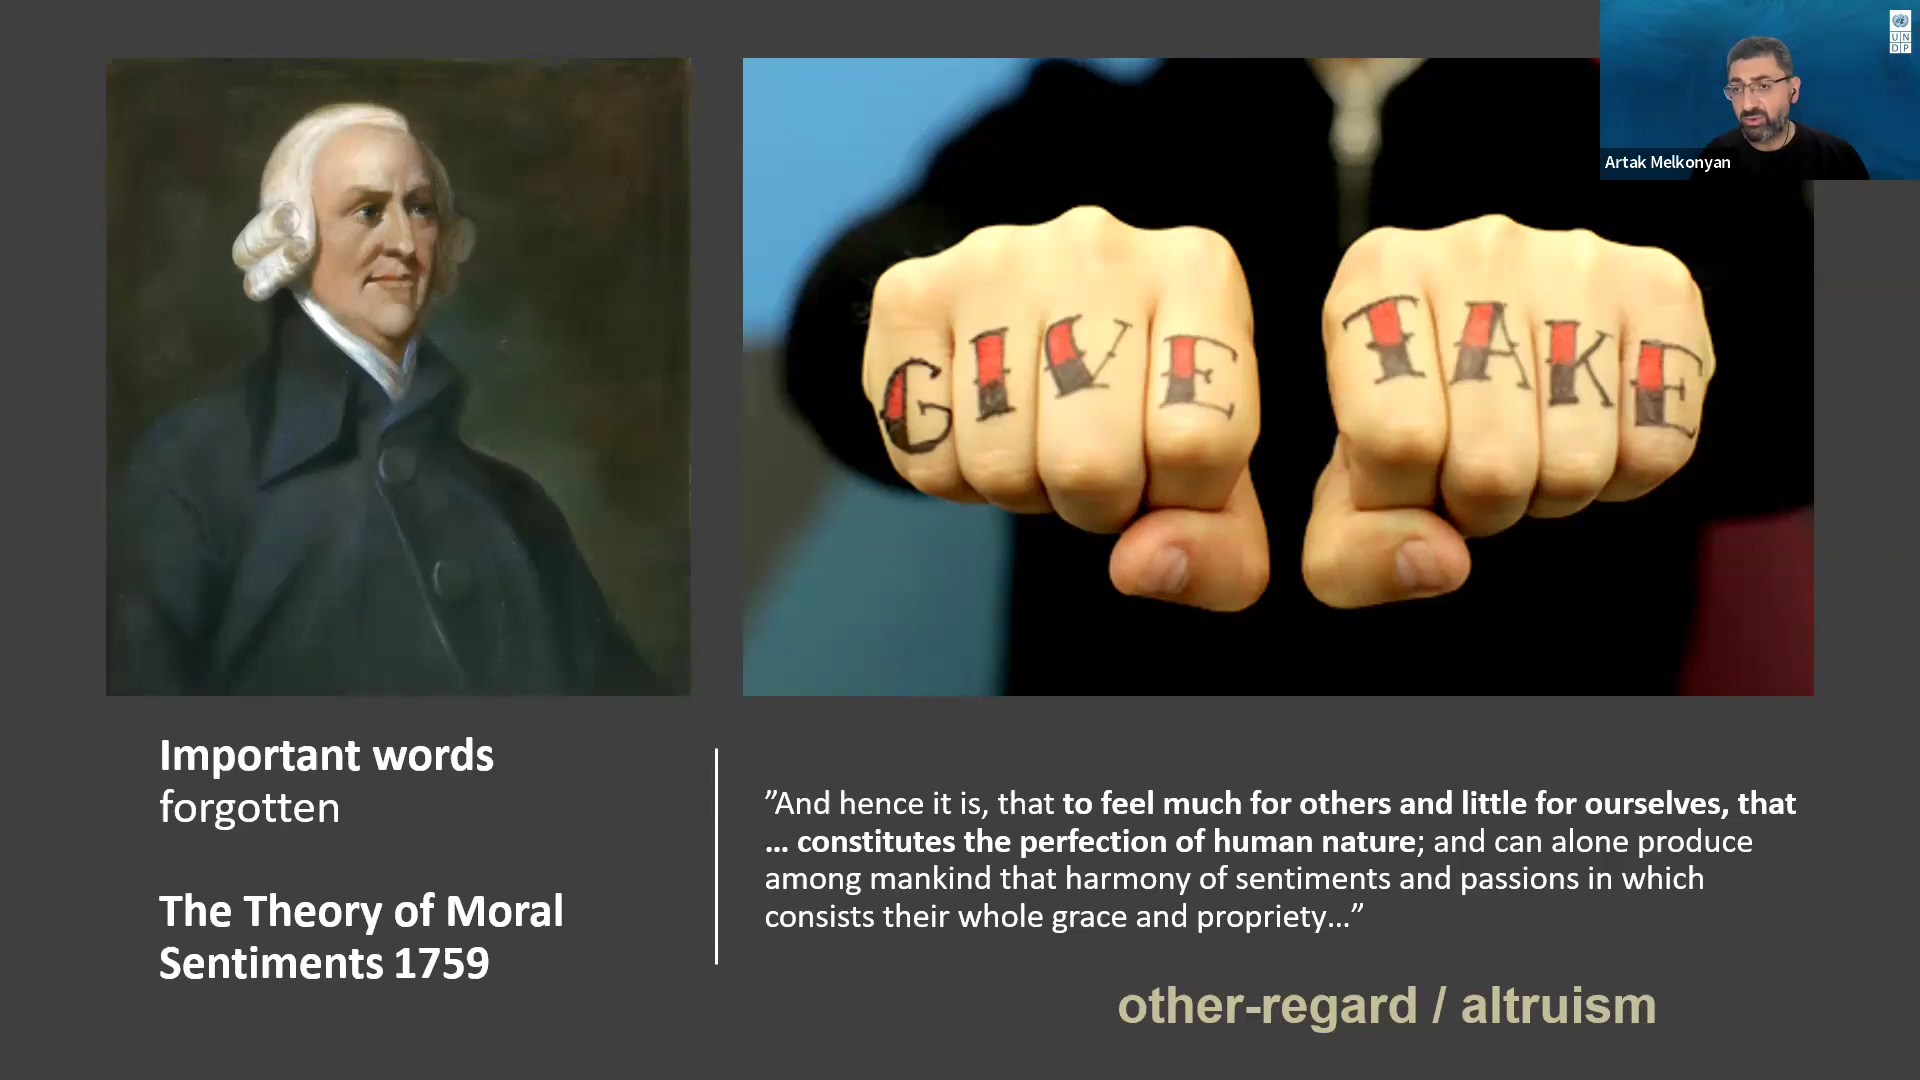 U N
D P
Artak Melkonyan
GIVE TAKE
Important words
forgotten
The Theory of Moral
Sentiments 1759
”And hence it is, that to feel much for others and little for ourselves, that
... constitutes the perfection of human nature; and can alone produce
among mankind that harmony of sentiments and passions in which
consists their whole grace and propriety...”
other-regard / altruism